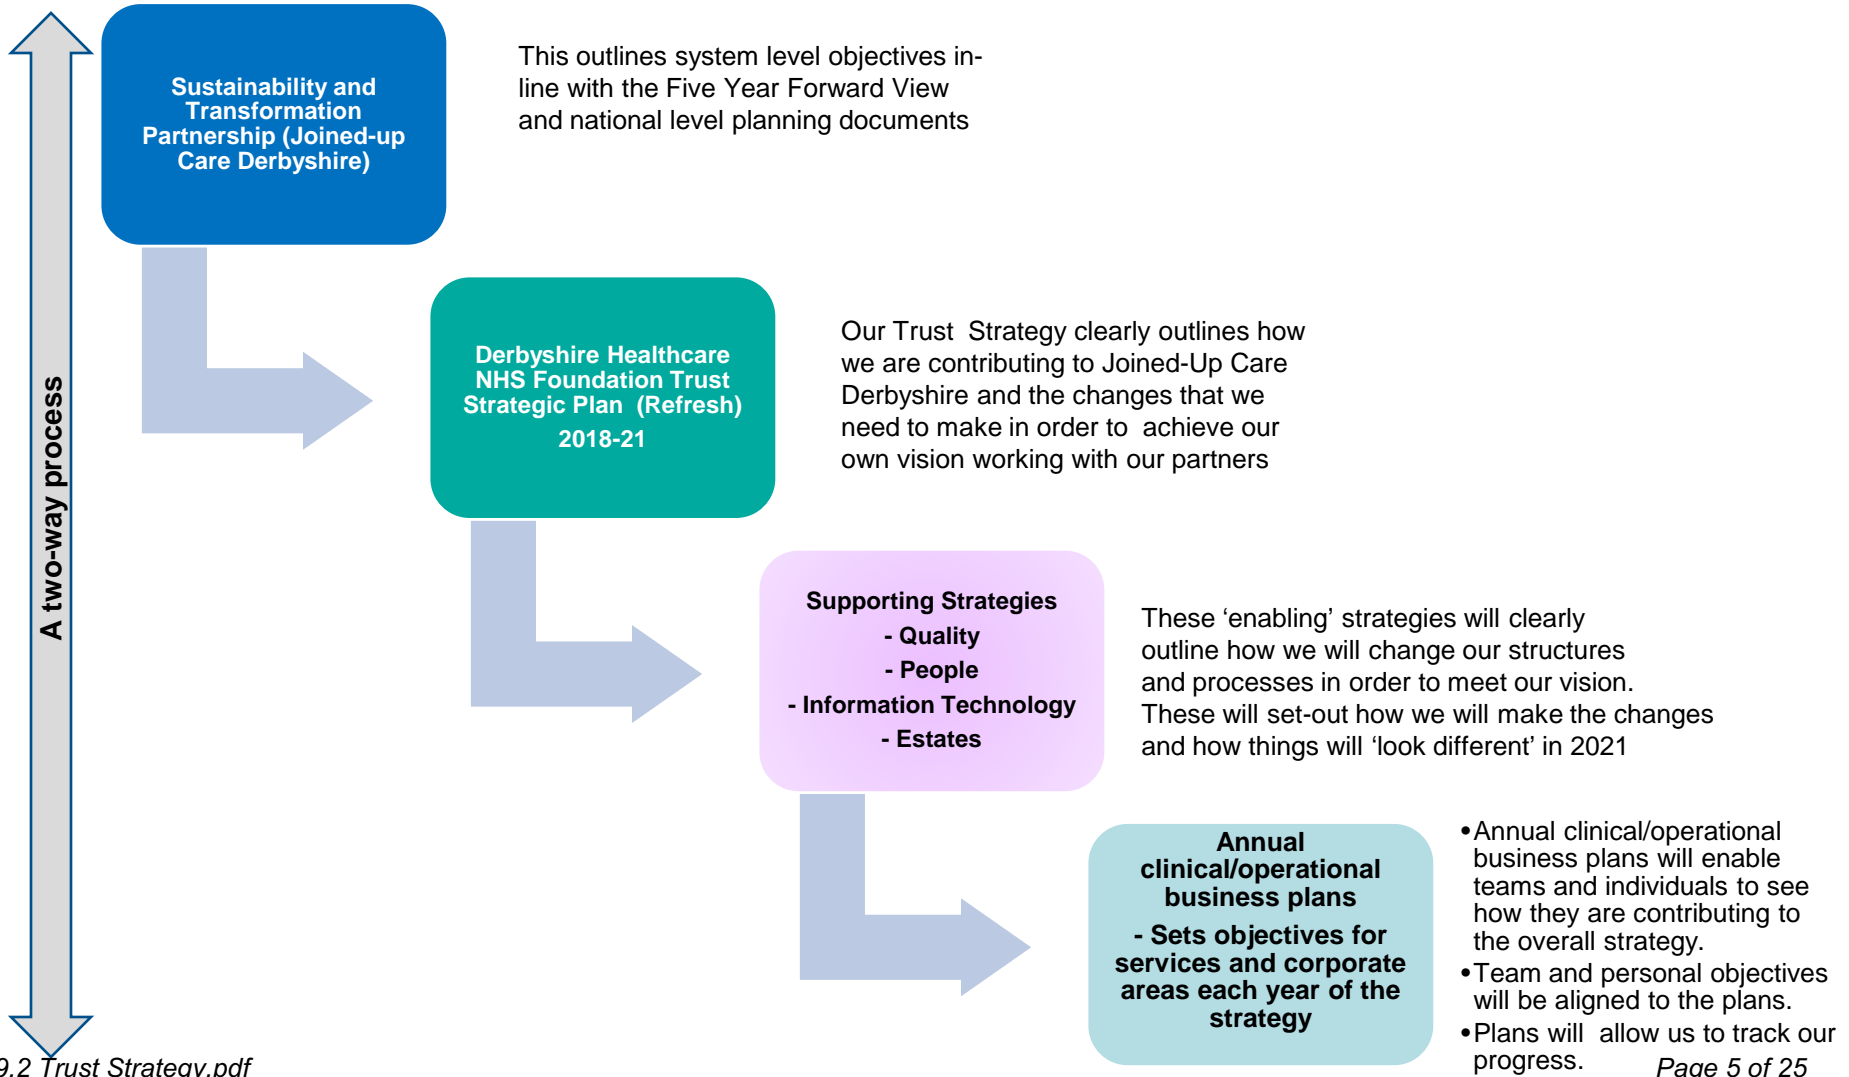 A two-way process
Sustainability and
Transformation
Partnership (Joined-up
Care Derbyshire)
This outlines system level objectives in-
line with the Five Year Forward View
and national level planning documents
Derbyshire Healthcare
NHS Foundation Trust
Strategic Plan (Refresh)
2018-21
Our Trust Strategy clearly outlines how
we are contributing to Joined-Up Care
Derbyshire and the changes that we
need to make in order to achieve our
own vision working with our partners
Supporting Strategies
- Quality
- People
- Information Technology
- Estates
These ‘enabling’ strategies will clearly
outline how we will change our structures
and processes in order to meet our vision.
These will set-out how we will make the changes
and how things will ‘look different’ in 2021
Annual
clinical/operational
business plans
- Sets objectives for
services and corporate
areas each year of the
strategy
•Annual clinical/operational
business plans will enable
teams and individuals to see
how they are contributing to
the overall strategy.
•Team and personal objectives
will be aligned to the plans.
•Plans will allow us to track our
progress.
9.2 Trust Strategy.pdf
Page 5 of 25